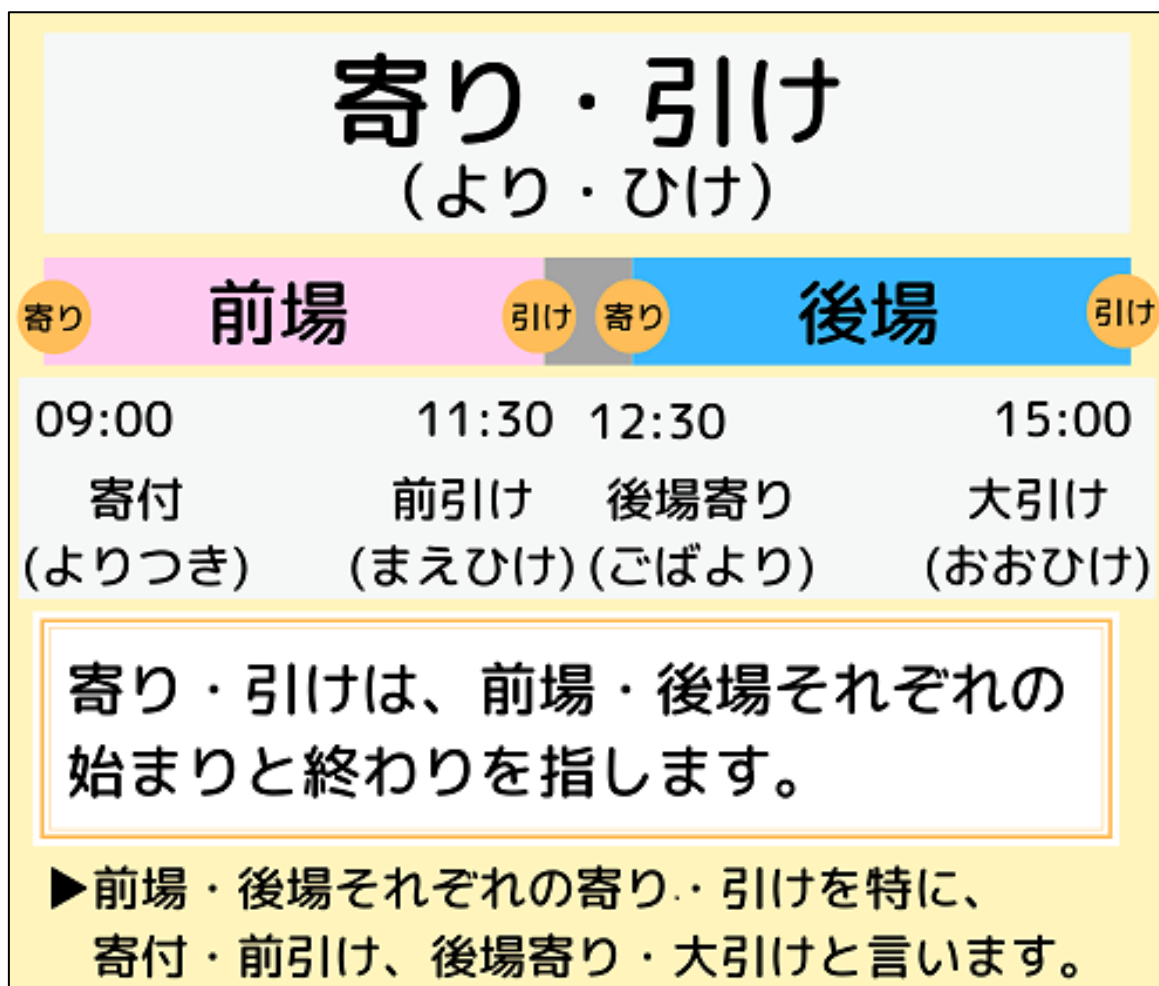 寄り・引け
(より・ひけ)
寄り 前場 引け 寄り 後場 引け
09:00 11:30 12:30 15:00
寄付 前引け 後場寄り 大引け
(よりつき) (まえひけ) (ごばより) (おおひけ)
寄り・引けは、前場・後場それぞれの
始まりと終わりを指します。
▶前場・後場それぞれの寄り・引けを特に、
寄付・前引け、後場寄り・大引けと言います。